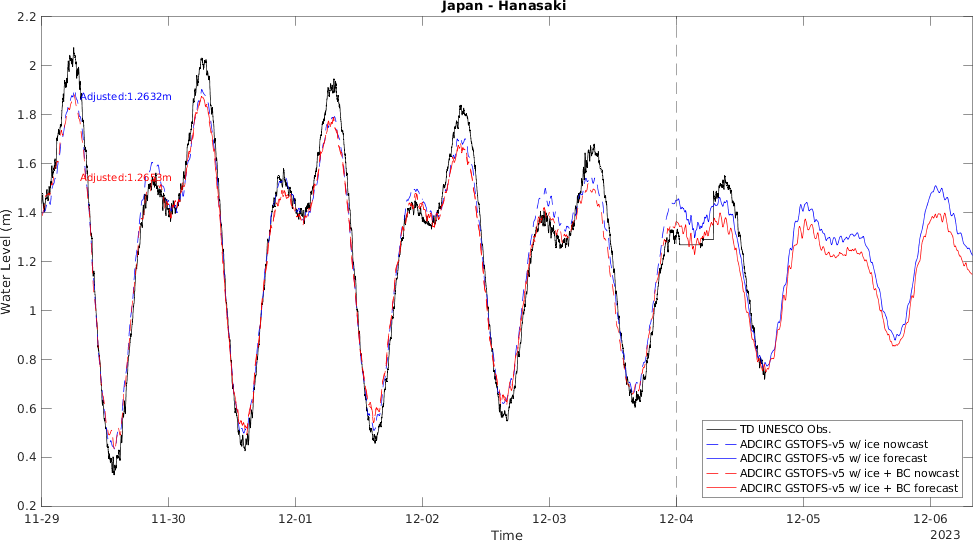 Japan - Hanasaki
2.2
2
1.8
1.6
1.4
1.2
1
0.8
0.6
0.4
0.2
Water Level (m)
Adjusted:1.2632m
TD UNESCO Obs.
ADCIRC GSTOFS-v5 w/ ice nowcast
ADCIRC GSTOFS-v5 w/ ice forecast
ADCIRC GSTOFS-v5 w/ ice + BC nowcast
ADCIRC GSTOFS-v5 w/ ice + BC forecast
11-29 11-30 12-01 12-02 12-03 12-04 12-05 12-06
Time
2023